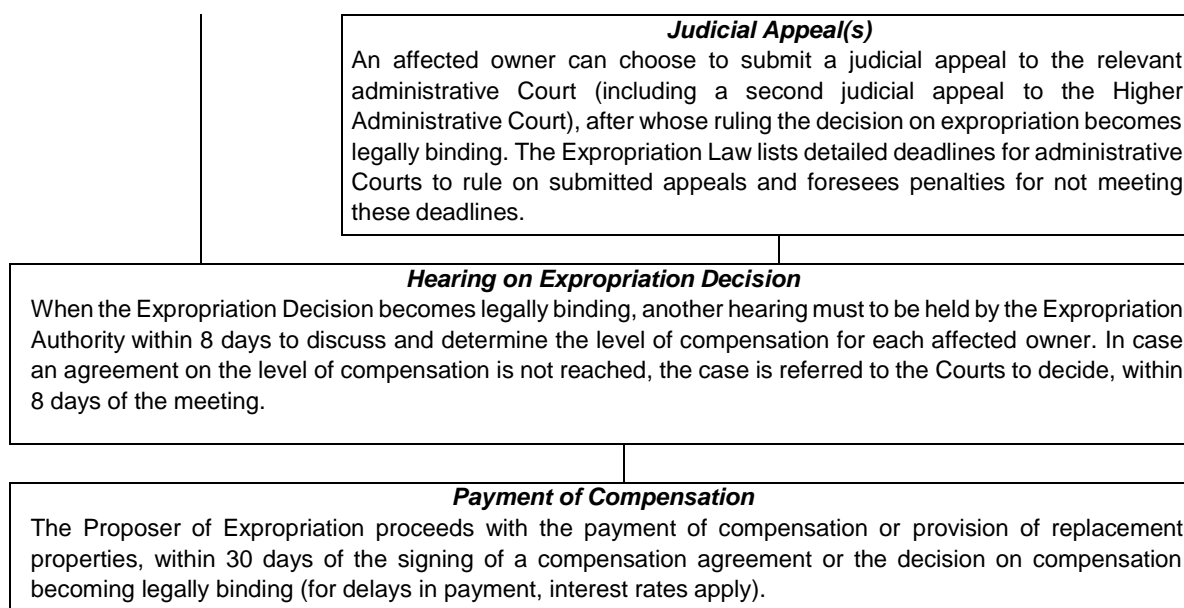 Judicial Appeal(s)
An affected owner can choose to submit a judicial appeal to the relevant
administrative Court (including a second judicial appeal to the Higher
Administrative Court), after whose ruling the decision on expropriation becomes
legally binding. The Expropriation Law lists detailed deadlines for administrative
Courts to rule on submitted appeals and foresees penalties for not meeting
these deadlines.
Hearing on Expropriation Decision
When the Expropriation Decision becomes legally binding, another hearing must to be held by the Expropriation
Authority within 8 days to discuss and determine the level of compensation for each affected owner. In case
an agreement on the level of compensation is not reached, the case is referred to the Courts to decide, within
8 days of the meeting.
Payment of Compensation
The Proposer of Expropriation proceeds with the payment of compensation or provision of replacement
properties, within 30 days of the signing of a compensation agreement or the decision on compensation
becoming legally binding (for delays in payment, interest rates apply).